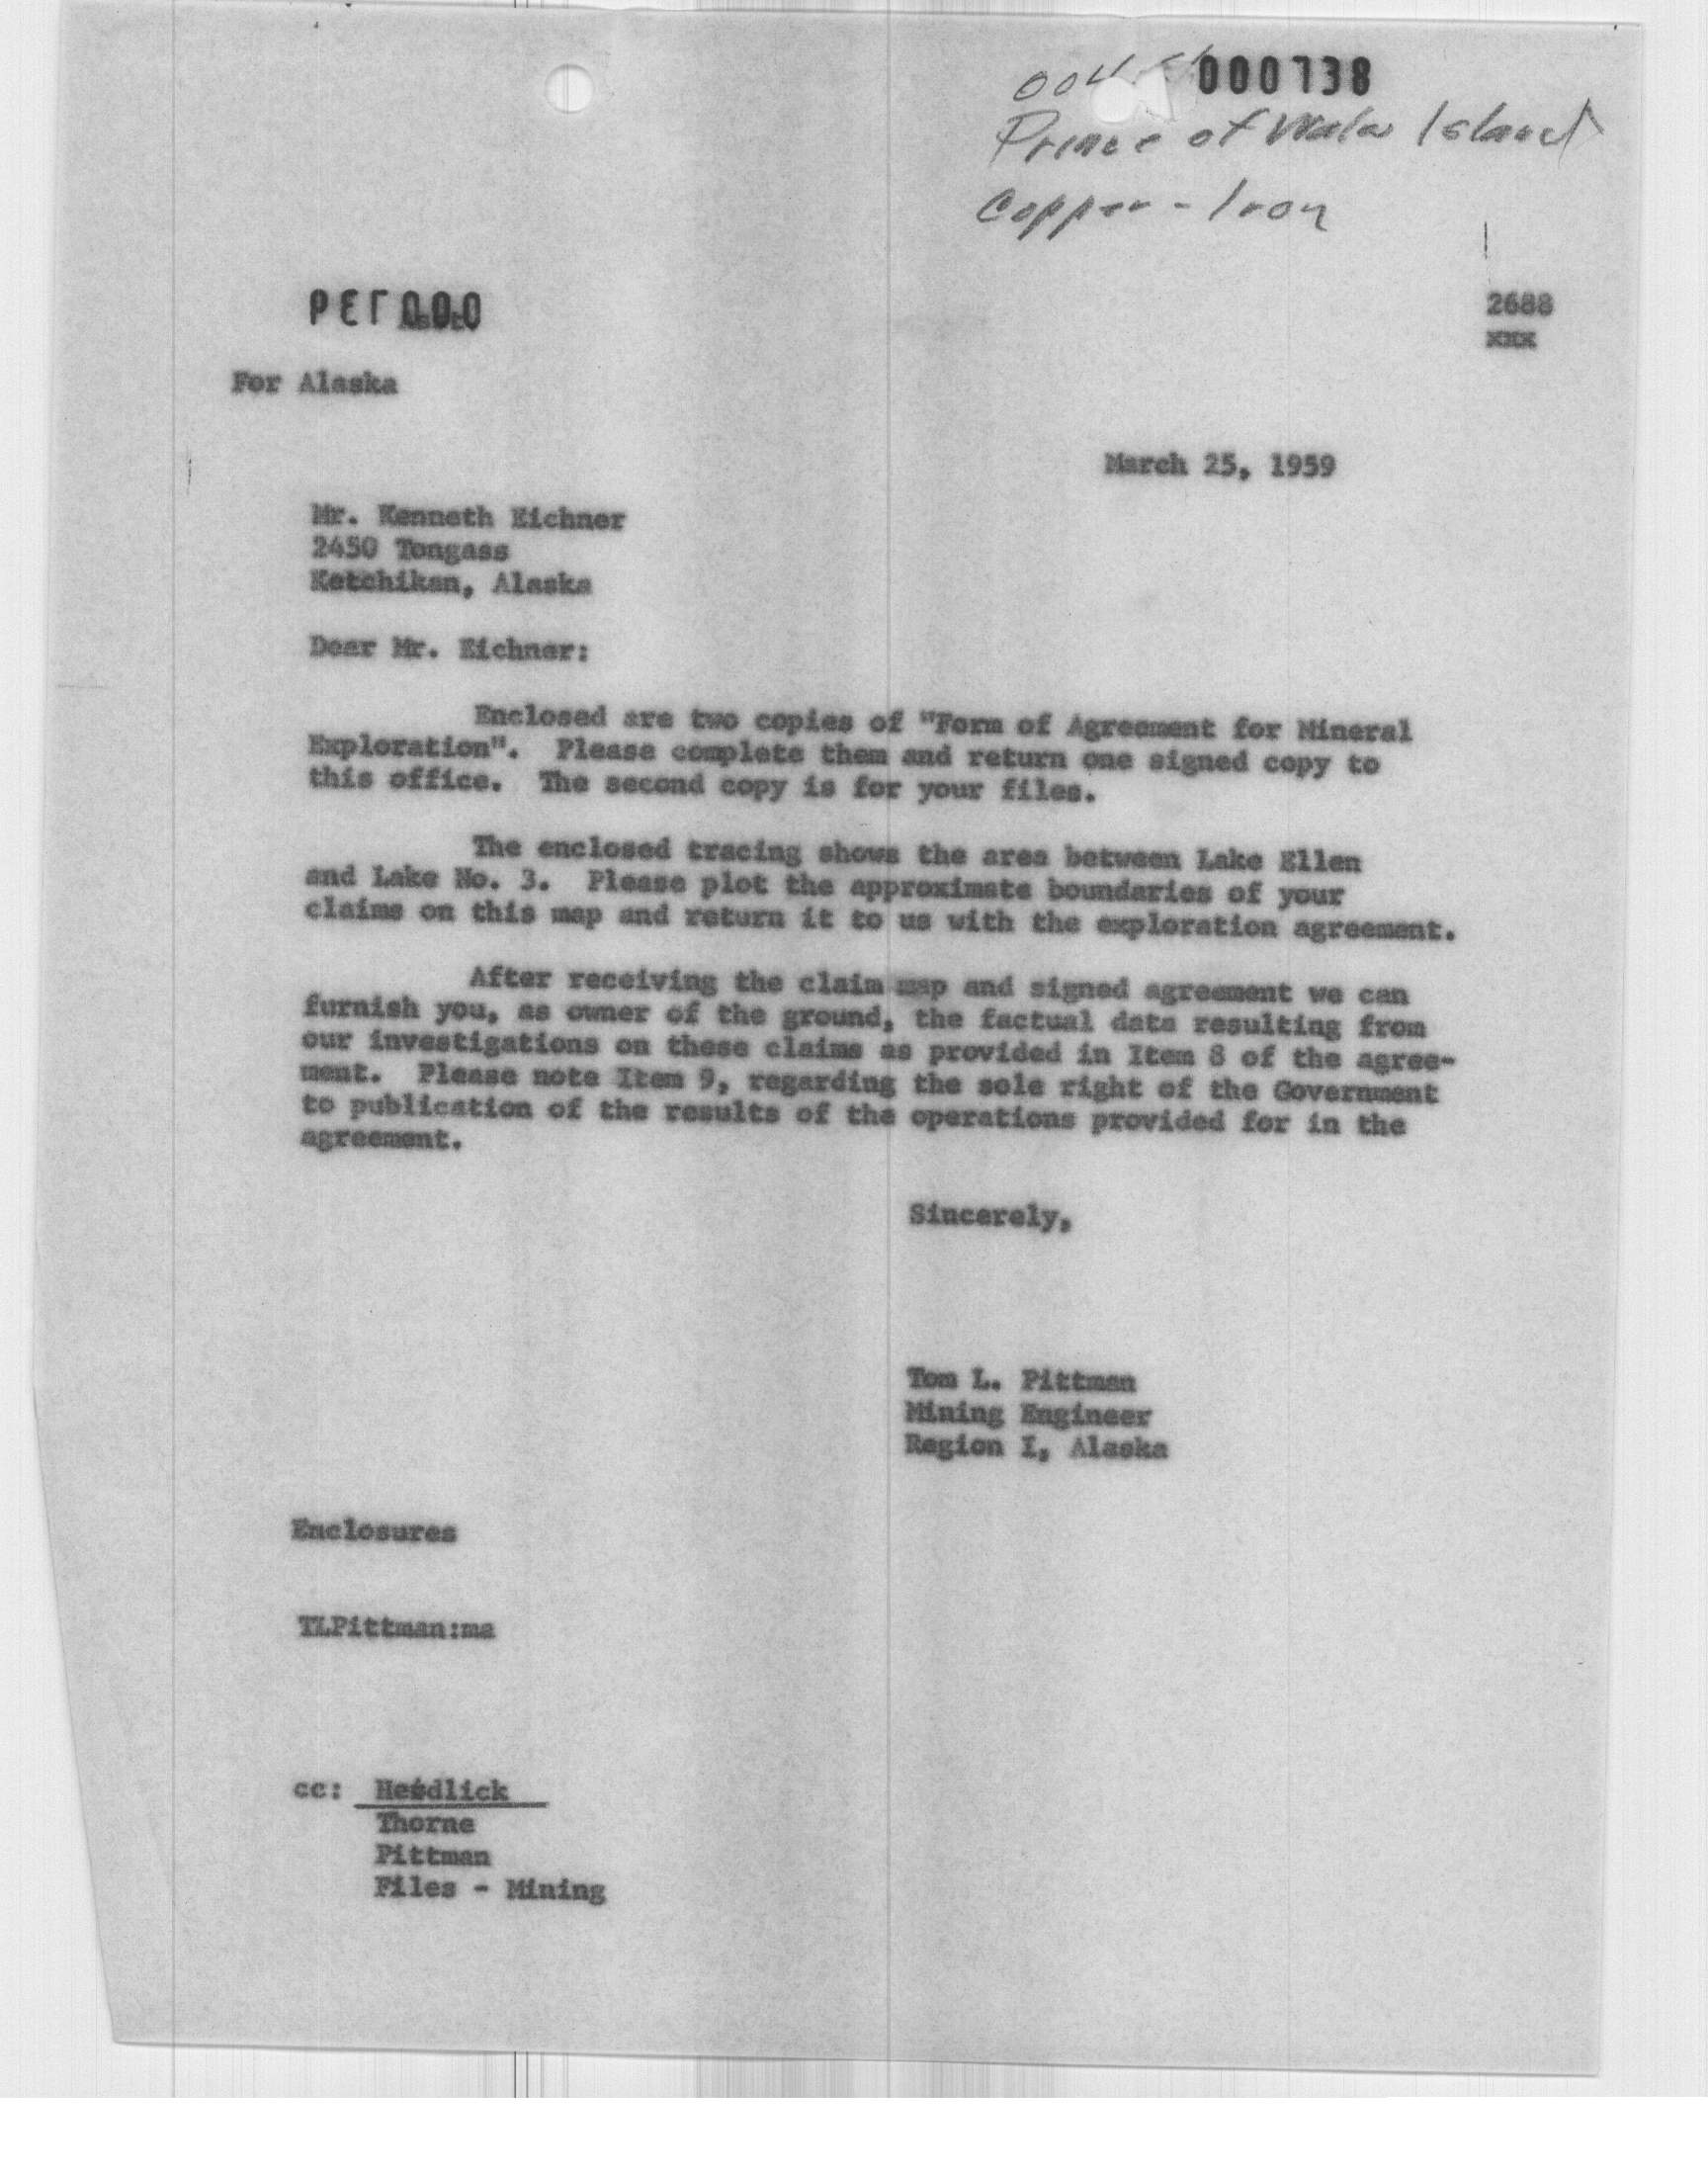 000738
Prince of Wales Island
Copper - Iron
2688
xxx
For Alaska
March 25, 1959
Mr. Kenneth Eichner
2450 Tongass
Ketchikan, Alaska
Dear Mr. Eichner:
Enclosed are two copies of "Form of Agreement for Mineral
Exploration". Please complete them and return one signed copy to
this office. The second copy is for your files.
The enclosed tracing shows the area between Lake Ellen
and Lake No. 3. Please plot the approximate boundaries of your
claims on this map and return it to us with the exploration agreement.
After receiving the claim map and signed agreement we can
furnish you, as owner of the ground, the factual data resulting from
our investigations on these claims as provided in Item 8 of the agree-
ment. Please note Item 9, regarding the sole right of the Government
to publication of the results of the operations provided for in the
agreement.
Sincerely,
Tom L. Pittman
Mining Engineer
Region I, Alaska
Enclosures
TLPittman:ma
cc: Heedlick
Thorne
Pittman
Files - Mining